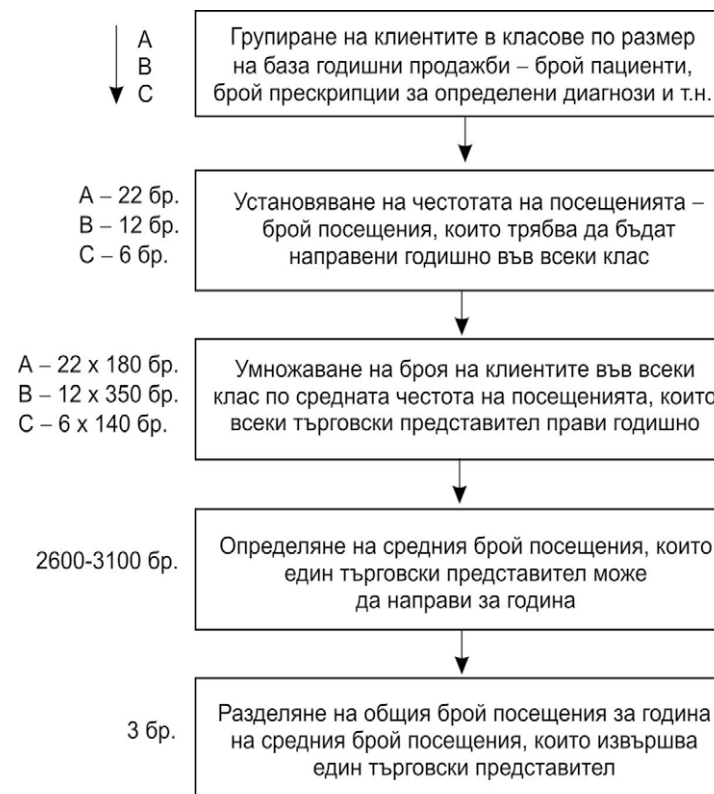 A
B
C
Групиране на клиентите в класове по размер
на база годишни продажби – брой пациенти,
брой прескрипции за определени диагнози и т.н.
A – 22 бр.
B – 12 бр.
C – 6 бр.
Установяване на честотата на посещенията –
брой посещения, които трябва да бъдат
направени годишно във всеки клас
A – 22 x 180 бр.
B – 12 x 350 бр.
C – 6 x 140 бр.
Умножаване на броя на клиентите във всеки
клас по средната честота на посещенията, които
всеки търговски представител прави годишно
2600-3100 бр.
Определяне на средния брой посещения, които
един търговски представител може
да направи за година
3 бр.
Разделяне на общия брой посещения за година
на средния брой посещения, които извършва
един търговски представител